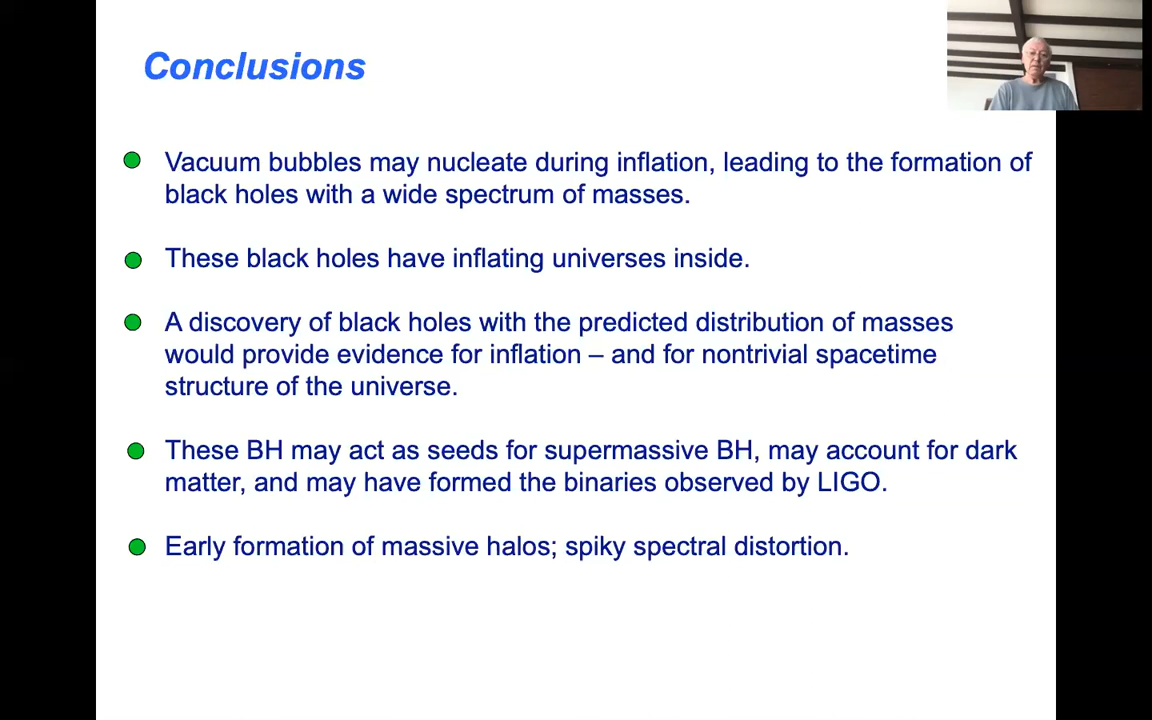 Conclusions
Vacuum bubbles may nucleate during inflation, leading to the formation of
black holes with a wide spectrum of masses.
These black holes have inflating universes inside.
A discovery of black holes with the predicted distribution of masses
would provide evidence for inflation – and for nontrivial spacetime
structure of the universe.
These BH may act as seeds for supermassive BH, may account for dark
matter, and may have formed the binaries observed by LIGO.
Early formation of massive halos; spiky spectral distortion.